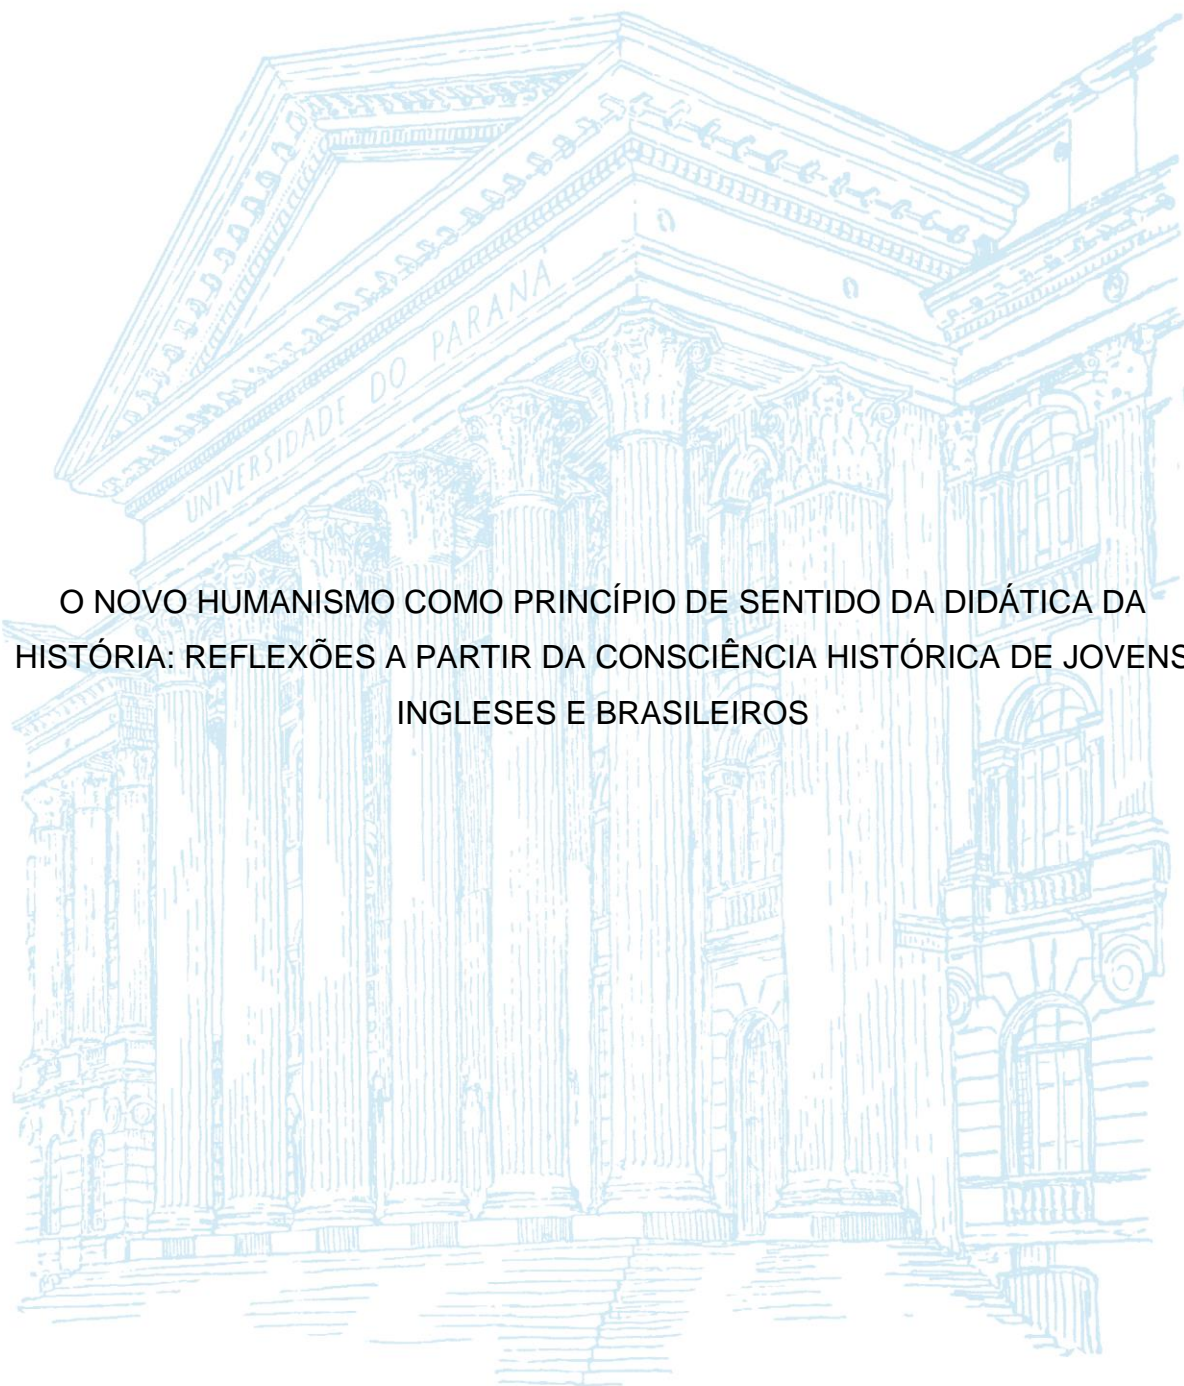 UNIVERSIDADE DO PARANÁ
O NOVO HUMANISMO COMO PRINCÍPIO DE SENTIDO DA DIDÁTICA DA
HISTÓRIA: REFLEXÕES A PARTIR DA CONSCIÊNCIA HISTÓRICA DE JOVENS
INGLESES E BRASILEIROS